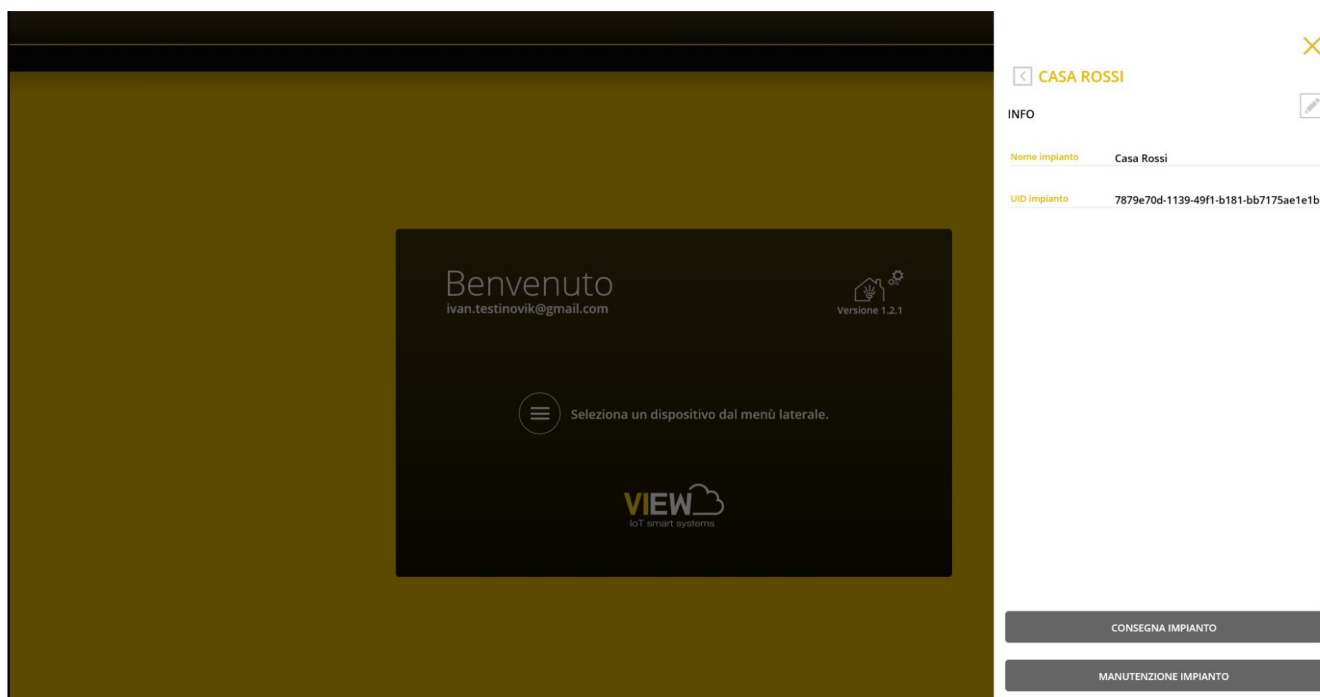 Benvenuto
ivan.testinovik@gmail.com
Versione 1.2.1
Seleziona un dispositivo dal menù laterale.
VIEW
IoT smart systems
CASA ROSSI
INFO
Nome impianto Casa Rossi
UID impianto 7879e70d-1139-49f1-b181-bb7175ae1e1b
CONSEGNA IMPIANTO
MANUTENZIONE IMPIANTO